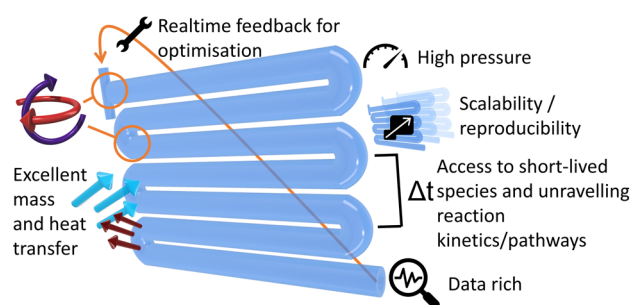 Realtime feedback for
optimisation
High pressure
Scalability /
reproducibility
Excellent
mass
and heat
transfer
Δt
Access to short-lived
species and unravelling
reaction
kinetics/pathways
Data rich